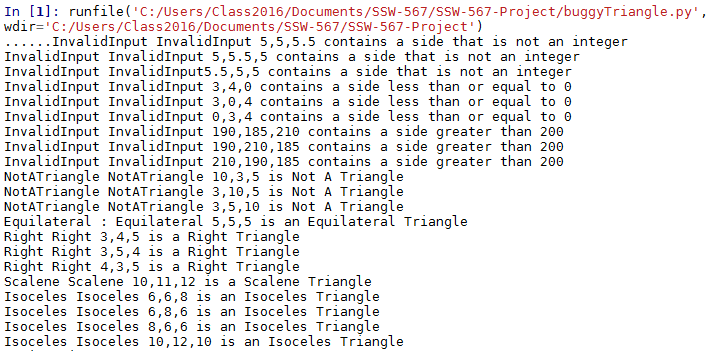 In [1]: runfile('C:/Users/Class2016/Documents/SSW-567/SSW-567-Project/buggyTriangle.py',
wdir='C:/Users/Class2016/Documents/SSW-567/SSW-567-Project')
......InvalidInput InvalidInput 5,5,5.5 contains a side that is not an integer
InvalidInput InvalidInput 5,5.5,5 contains a side that is not an integer
InvalidInput InvalidInput5.5,5,5 contains a side that is not an integer
InvalidInput InvalidInput 3,4,0 contains a side less than or equal to 0
InvalidInput InvalidInput 3,0,4 contains a side less than or equal to 0
InvalidInput InvalidInput 0,3,4 contains a side less than or equal to 0
InvalidInput InvalidInput 190,185,210 contains a side greater than 200
InvalidInput InvalidInput 190,210,185 contains a side greater than 200
InvalidInput InvalidInput 210,190,185 contains a side greater than 200
NotATriangle NotATriangle 10,3,5 is Not A Triangle
NotATriangle NotATriangle 3,10,5 is Not A Triangle
NotATriangle NotATriangle 3,5,10 is Not A Triangle
Equilateral : Equilateral 5,5,5 is an Equilateral Triangle
Right Right 3,4,5 is a Right Triangle
Right Right 3,5,4 is a Right Triangle
Right Right 4,3,5 is a Right Triangle
Scalene Scalene 10,11,12 is a Scalene Triangle
Isoceles Isoceles 6,6,8 is an Isoceles Triangle
Isoceles Isoceles 6,8,6 is an Isoceles Triangle
Isoceles Isoceles 8,6,6 is an Isoceles Triangle
Isoceles Isoceles 10,12,10 is an Isoceles Triangle